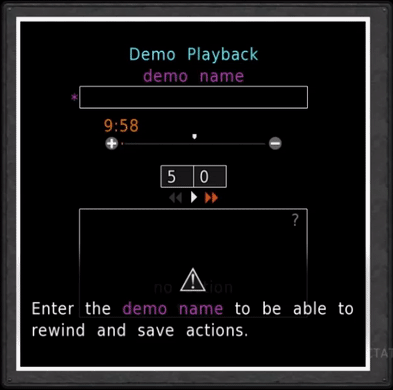 Demo Playback
demo name
*
9:58
5 0
?
Enter the demo name to be able to
rewind and save actions.